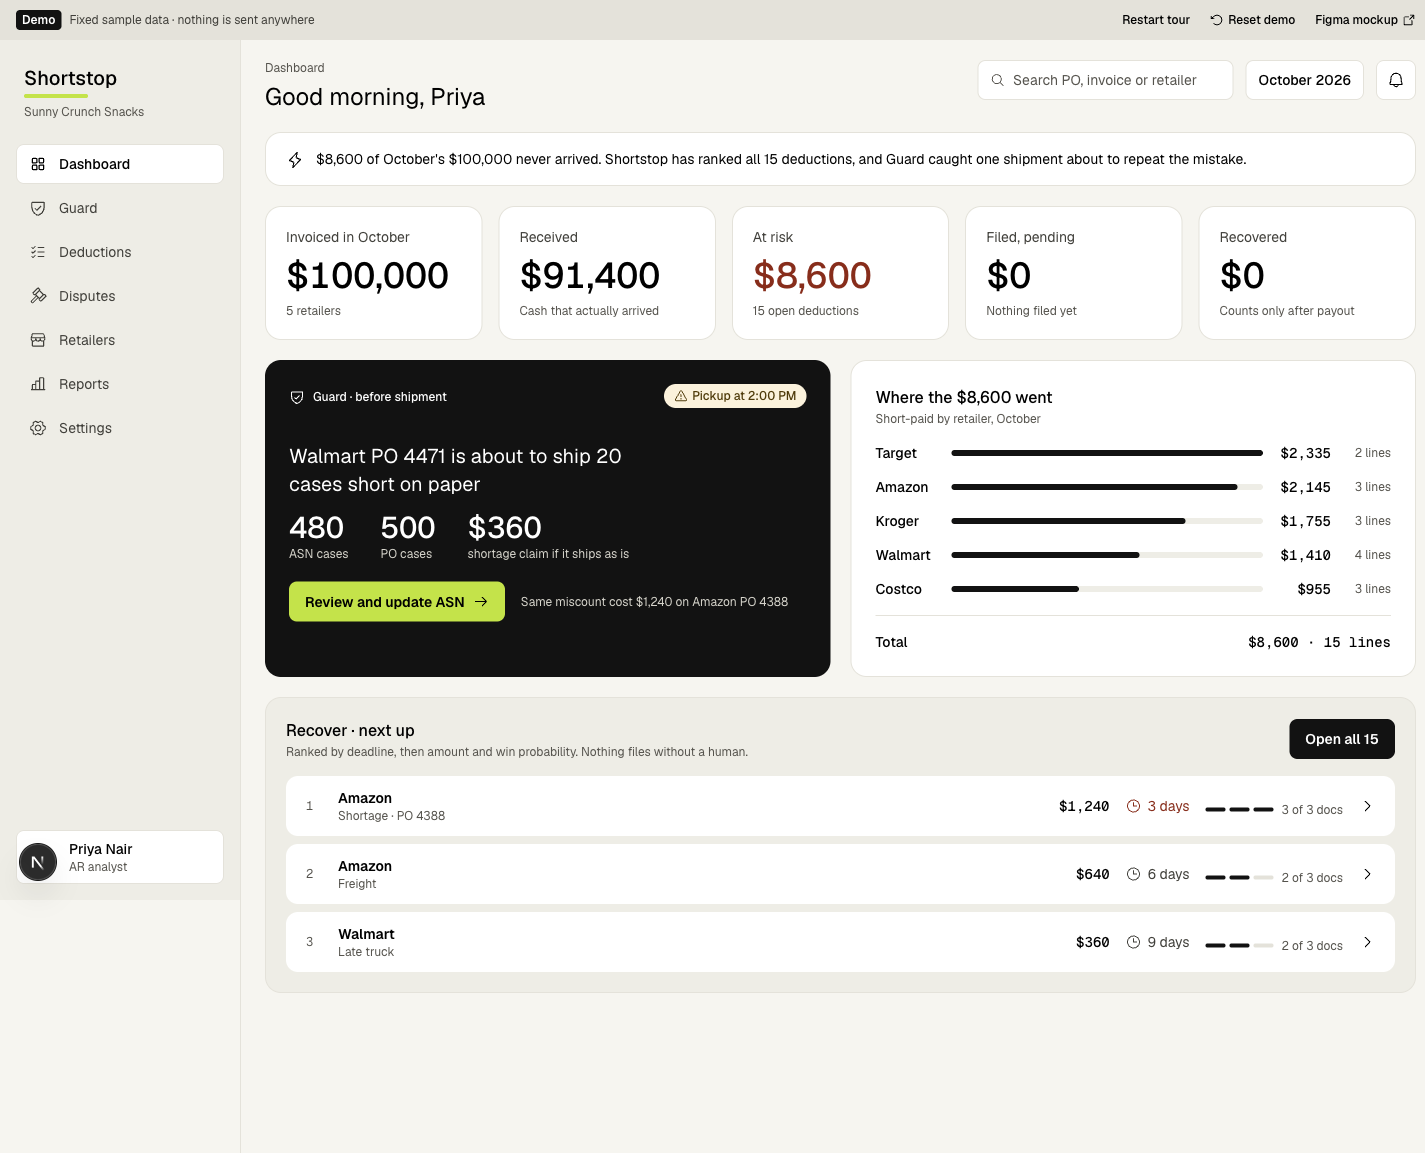 Demo Fixed sample data · nothing is sent anywhere
Restart tour Reset demo Figma mockup
Shortstop
Sunny Crunch Snacks
Dashboard
Guard
Deductions
Disputes
Retailers
Reports
Settings
N
Priya Nair
AR analyst
Dashboard
Good morning, Priya
Search PO, invoice or retailer
October 2026
$8,600 of October's $100,000 never arrived. Shortstop has ranked all 15 deductions, and Guard caught one shipment about to repeat the mistake.
Invoiced in October
$100,000
5 retailers
Received
$91,400
Cash that actually arrived
At risk
$8,600
15 open deductions
Filed, pending
$0
Nothing filed yet
Recovered
$0
Counts only after payout
Guard · before shipment
Pickup at 2:00 PM
Walmart PO 4471 is about to ship 20
cases short on paper
480 500 $360
ASN cases PO cases shortage claim if it ships as is
Review and update ASN
Same miscount cost $1,240 on Amazon PO 4388
Where the $8,600 went
Short-paid by retailer, October
Target $2,335 2 lines
Amazon $2,145 3 lines
Kroger $1,755 3 lines
Walmart $1,410 4 lines
Costco $955 3 lines
Total $8,600 · 15 lines
Recover · next up
Ranked by deadline, then amount and win probability. Nothing files without a human.
Open all 15
1 Amazon $1,240 3 days 3 of 3 docs
Shortage · PO 4388
2 Amazon $640 6 days 2 of 3 docs
Freight
3 Walmart $360 9 days 2 of 3 docs
Late truck